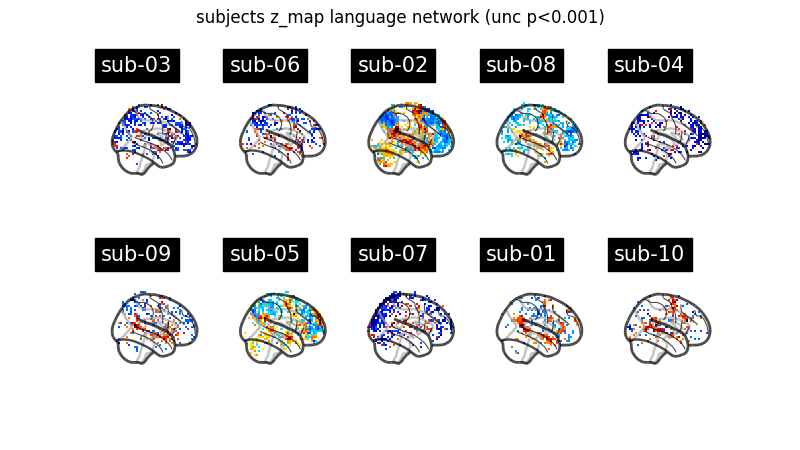 subjects z_map language network (unc p<0.001)
sub-03
sub-06
sub-02
sub-08
sub-04
sub-09
sub-05
sub-07
sub-01
sub-10